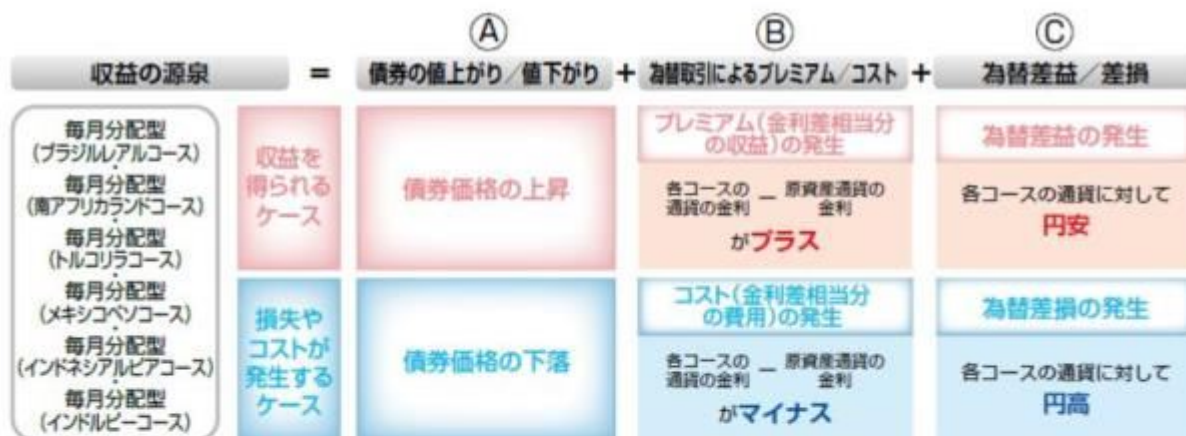 Ⓐ Ⓑ Ⓒ
収益の源泉 = 債券の値上がり/値下がり + 為替取引によるプレミアム/コスト + 為替差益/差損
毎月分配型
(ブラジルレアルコース)
・
毎月分配型
(南アフリカランドコース)
・
毎月分配型
(トルコリラコース)
・
毎月分配型
(メキシコペソコース)
・
毎月分配型
(インドネシアルピアコース)
・
毎月分配型
(インドルピーコース)
収益を
得られる
ケース
債券価格の上昇
プレミアム(金利差相当分
の収益)の発生
各コースの 原資産通貨の
通貨の金利 − 金利
がプラス
為替差益の発生
各コースの通貨に対して
円安
損失や
コストが
発生する
ケース
債券価格の下落
コスト(金利差相当分
の費用)の発生
各コースの 原資産通貨の
通貨の金利 − 金利
がマイナス
為替差損の発生
各コースの通貨に対して
円高